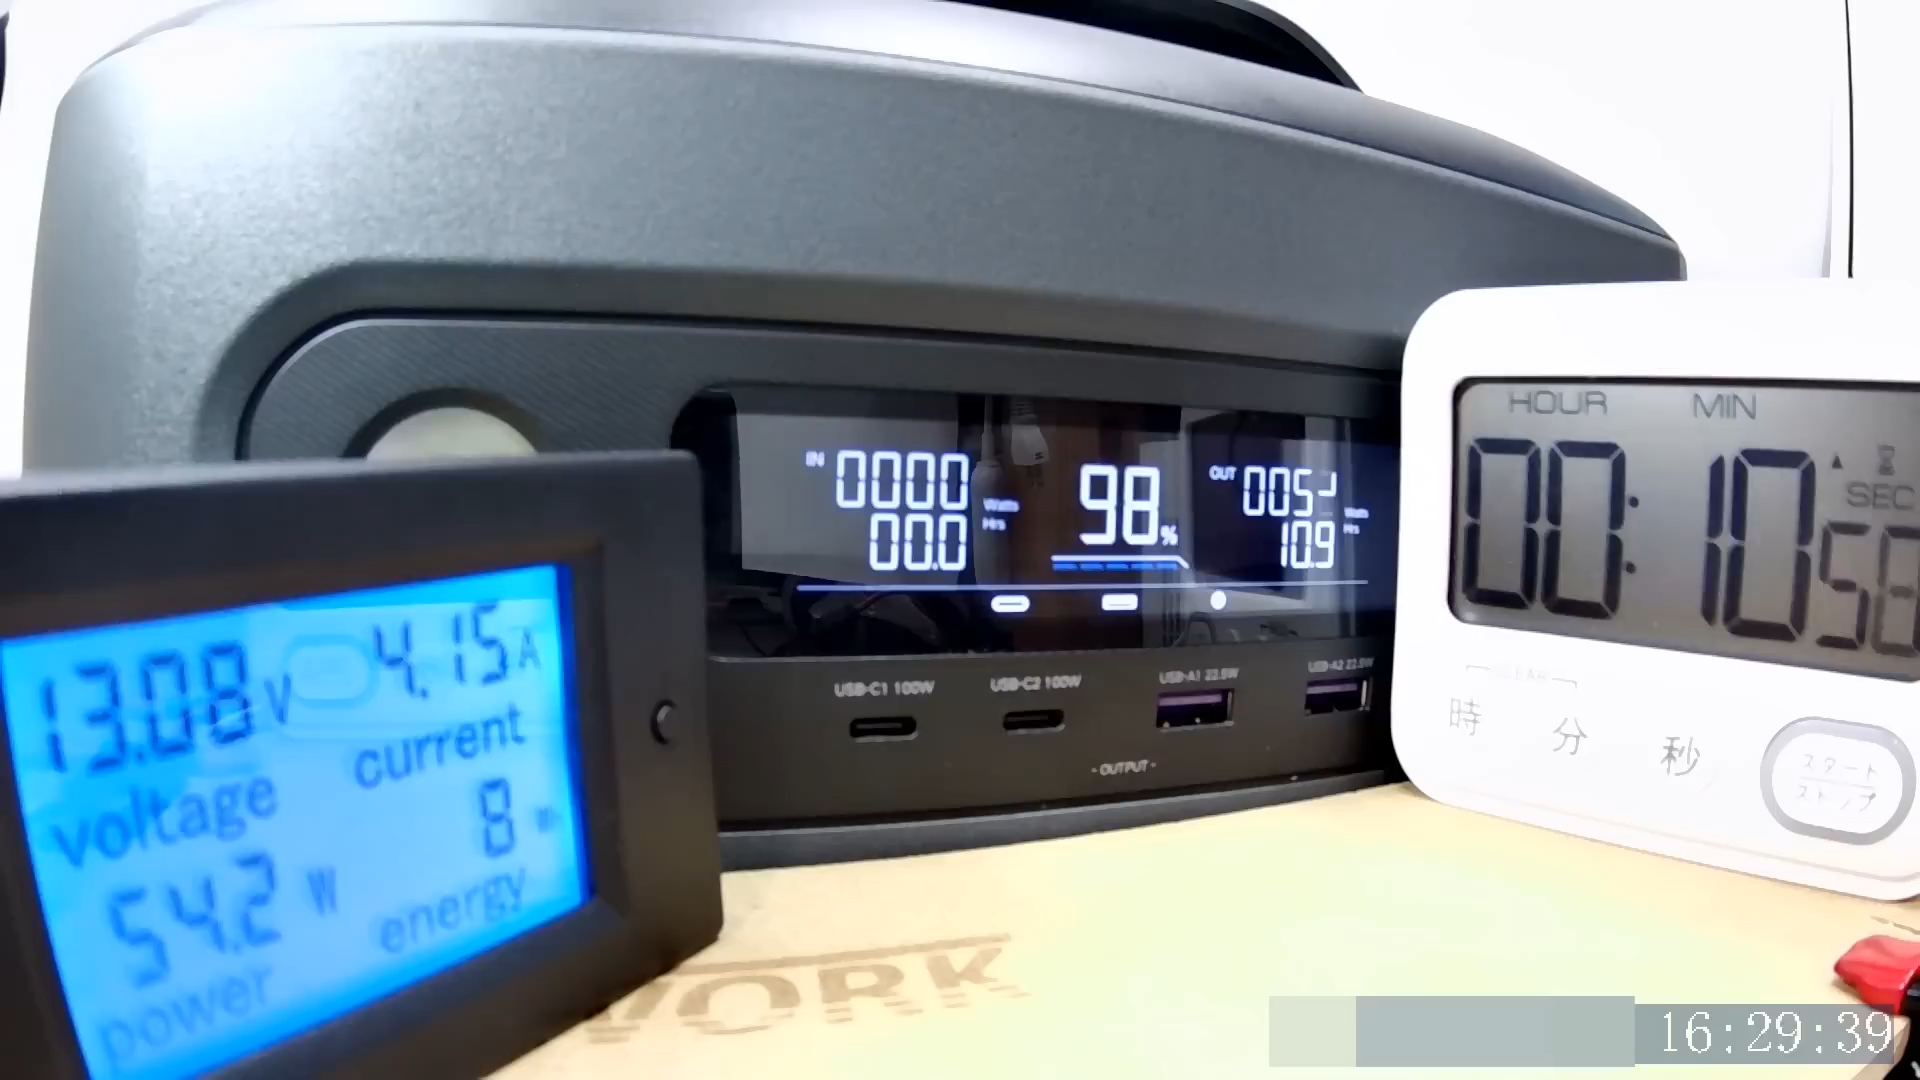 IN 0000 Watts
00.0 Hrs
98%
OUT 005
Watts
10.9 Hrs
USB-C1 100W
USB-C2 100W
USB-A1 22.5W
USB-A2 22.5W
- OUTPUT -
13.08 V
voltage
4.15 A
current
54.2 W
power
8
energy
HOUR MIN
SEC
00:10
CLEAR
時 分 秒
スタート
ストップ
WORK
16:29:39